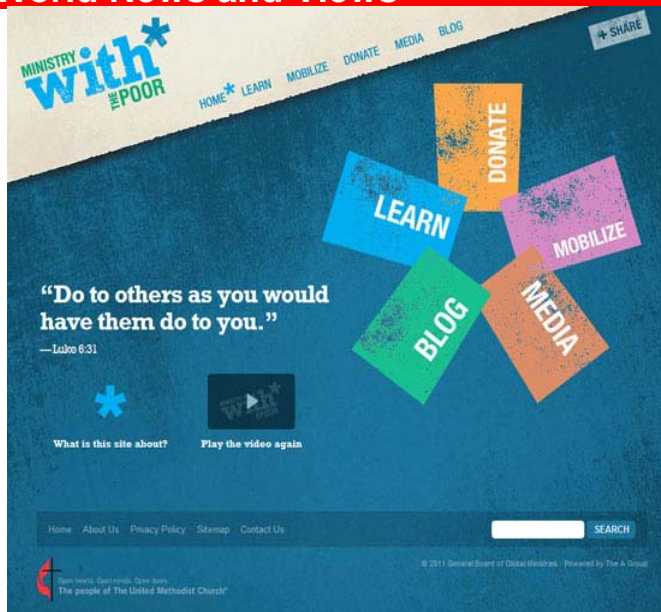 World News and Views
MINISTRY
with*
THE POOR
HOME* LEARN MOBILIZE DONATE MEDIA BLOG
+ SHARE
DONATE
LEARN
MOBILIZE
BLOG
MEDIA
“Do to others as you would
have them do to you.”
—Luke 6:31
What is this site about?
Play the video again
Home About Us Privacy Policy Sitemap Contact Us
SEARCH
© 2011 General Board of Global Ministries · Powered by The A Group
Open hearts. Open minds. Open doors.
The people of The United Methodist Church®